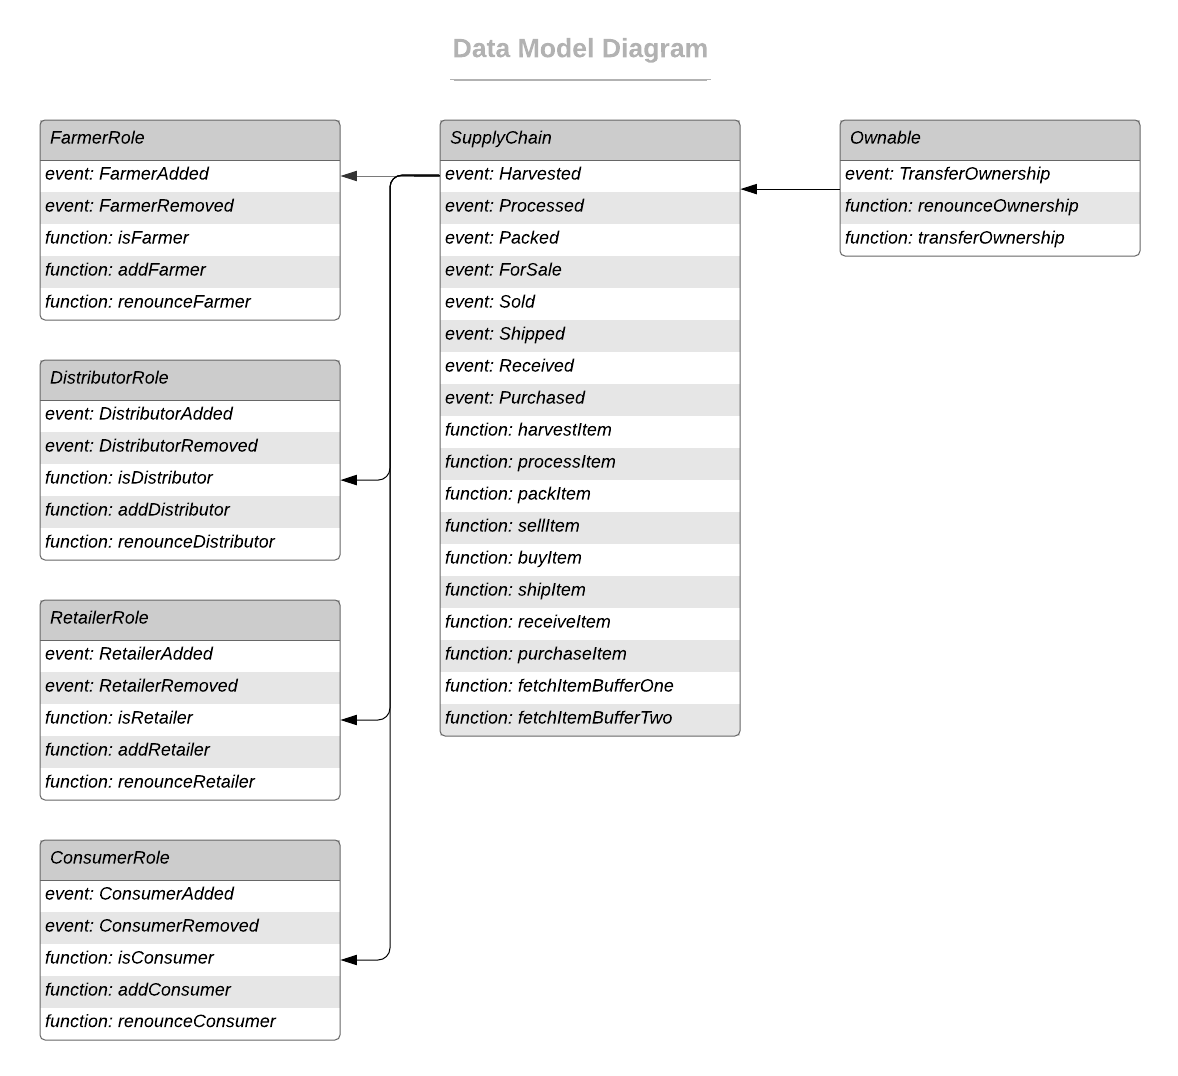 Data Model Diagram
FarmerRole
event: FarmerAdded
event: FarmerRemoved
function: isFarmer
function: addFarmer
function: renounceFarmer
DistributorRole
event: DistributorAdded
event: DistributorRemoved
function: isDistributor
function: addDistributor
function: renounceDistributor
RetailerRole
event: RetailerAdded
event: RetailerRemoved
function: isRetailer
function: addRetailer
function: renounceRetailer
ConsumerRole
event: ConsumerAdded
event: ConsumerRemoved
function: isConsumer
function: addConsumer
function: renounceConsumer
SupplyChain
event: Harvested
event: Processed
event: Packed
event: ForSale
event: Sold
event: Shipped
event: Received
event: Purchased
function: harvestItem
function: processItem
function: packItem
function: sellItem
function: buyItem
function: shipItem
function: receiveItem
function: purchaseItem
function: fetchItemBufferOne
function: fetchItemBufferTwo
Ownable
event: TransferOwnership
function: renounceOwnership
function: transferOwnership